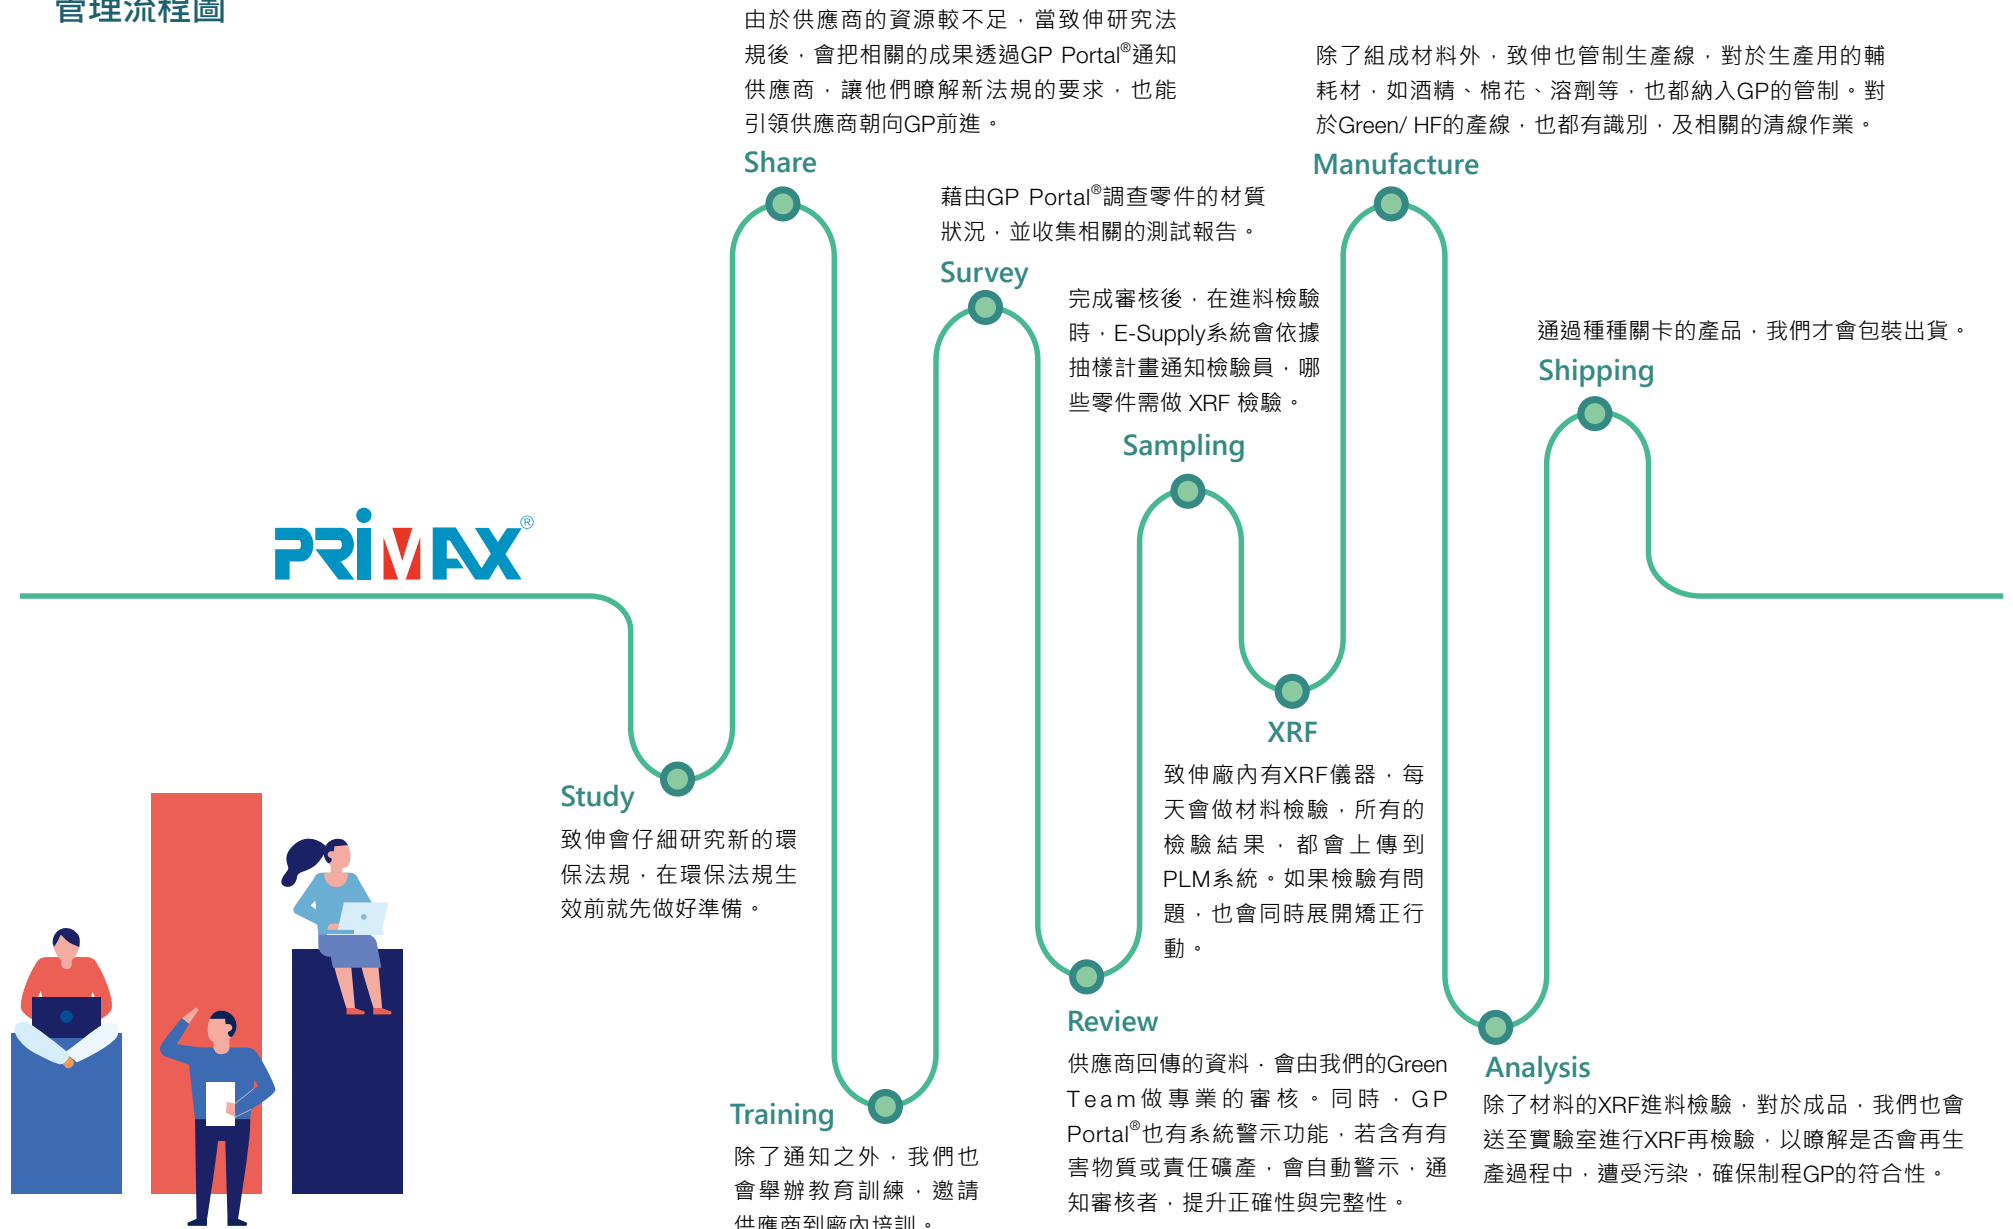 管理流程圖
由於供應商的資源較不足，當致伸研究法
規後，會把相關的成果透過GP Portal®通知
供應商，讓他們瞭解新法規的要求，也能
引領供應商朝向GP前進。
Share
藉由GP Portal®調查零件的材質
狀況，並收集相關的測試報告。
Survey
完成審核後，在進料檢驗
時，E-Supply系統會依據
抽樣計畫通知檢驗員，哪
些零件需做 XRF 檢驗。
Sampling
除了組成材料外，致伸也管制生產線，對於生產用的輔
耗材，如酒精、棉花、溶劑等，也都納入GP的管制。對
於Green/ HF的產線，也都有識別，及相關的清線作業。
Manufacture
通過種種關卡的產品，我們才會包裝出貨。
Shipping
PRIMAX®
Study
致伸會仔細研究新的環
保法規，在環保法規生
效前就先做好準備。
Training
除了通知之外，我們也
會舉辦教育訓練，邀請
供應商到廠內培訓。
Review
供應商回傳的資料，會由我們的Green
Team做專業的審核。同時，GP
Portal®也有系統警示功能，若含有有
害物質或責任礦產，會自動警示，通
知審核者，提升正確性與完整性。
XRF
致伸廠內有XRF儀器，每
天會做材料檢驗，所有的
檢驗結果，都會上傳到
PLM系統。如果檢驗有問
題，也會同時展開矯正行
動。
Analysis
除了材料的XRF進料檢驗，對於成品，我們也會
送至實驗室進行XRF再檢驗，以瞭解是否會再生
產過程中，遭受污染，確保制程GP的符合性。